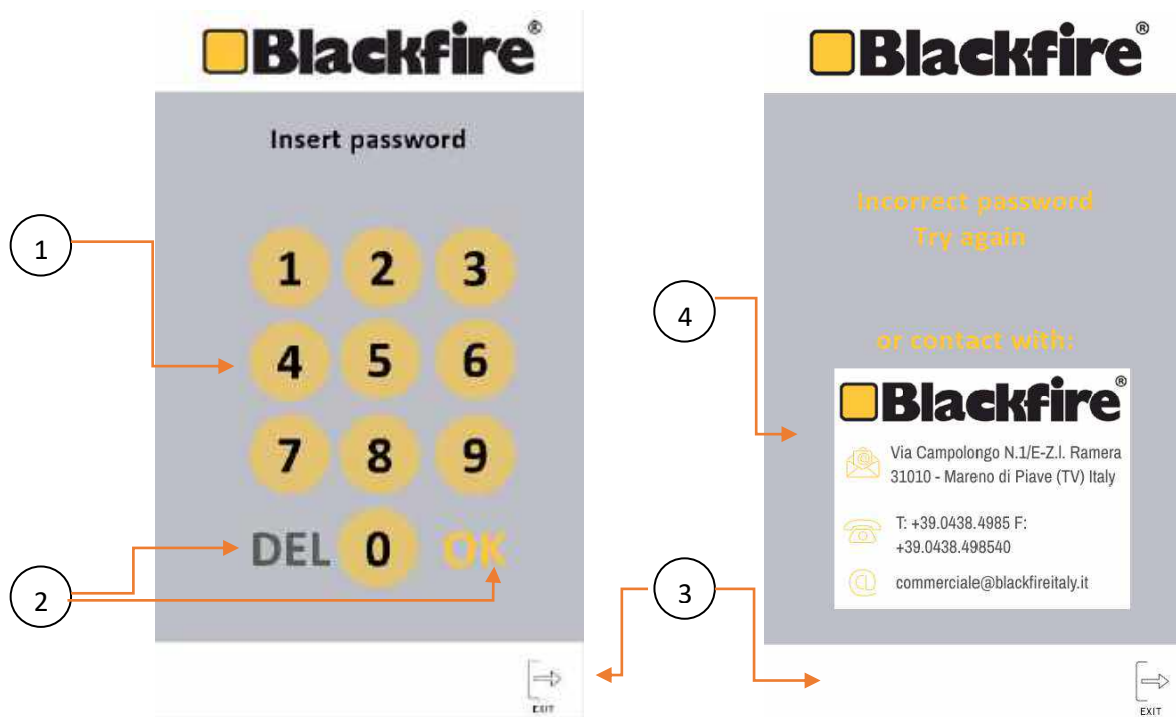 Blackfire®
Insert password
1 2 3
4 5 6
7 8 9
DEL 0 OK
EXIT
1
2
3
4
Blackfire®
Incorrect password
Try again
or contact with:
Blackfire®
Via Campolongo N.1/E-Z.I. Ramera
31010 - Mareno di Piave (TV) Italy
T: +39.0438.4985 F:
+39.0438.498540
commerciale@blackfireitaly.it
EXIT